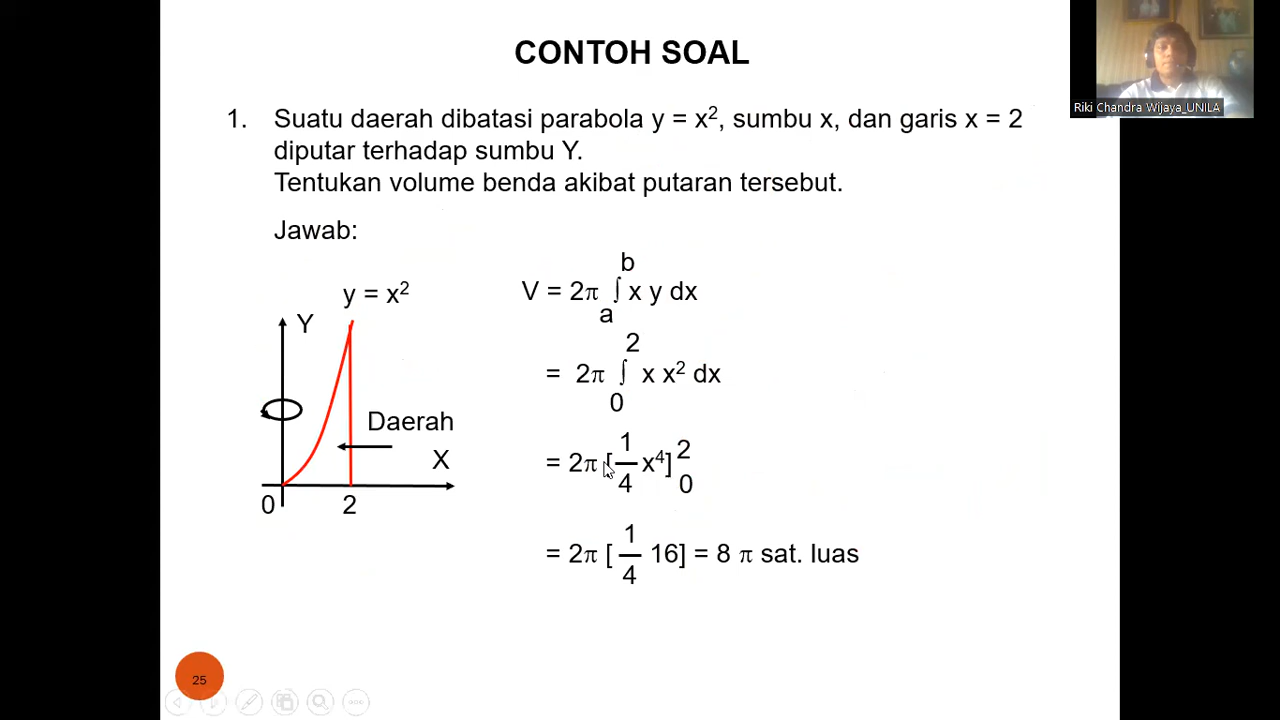 CONTOH SOAL
Riki Chandra Wijaya_UNILA
1. Suatu daerah dibatasi parabola y = x², sumbu x, dan garis x = 2
diputar terhadap sumbu Y.
Tentukan volume benda akibat putaran tersebut.
Jawab:
y = x²
Y
Daerah
X
0
2
b
V = 2π ∫ x y dx
a
2
= 2π ∫ x x² dx
0
1 2
= 2π [ — x⁴]
4 0
1
= 2π [ — 16] = 8 π sat. luas
4
25